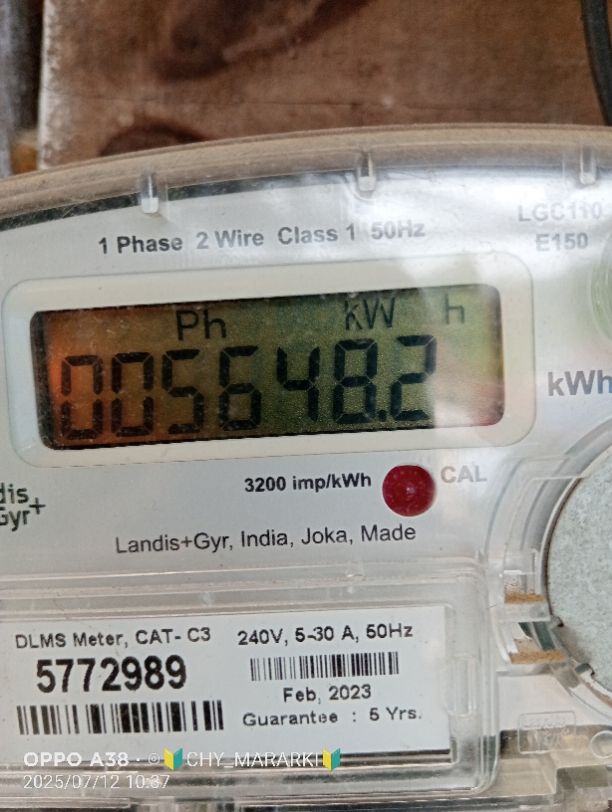 1 Phase 2 Wire Class 1 50Hz
LGC110
E150
Ph kW h
005648.2
kWh
3200 imp/kWh
CAL
Gyr+
Landis+Gyr, India, Joka, Made
DLMS Meter, CAT- C3
5772989
240V, 5-30 A, 50Hz
Feb, 2023
Guarantee : 5 Yrs.
OPPO A38 · ©🔰CHY_MARARKI🔰
2025/07/12 10:37